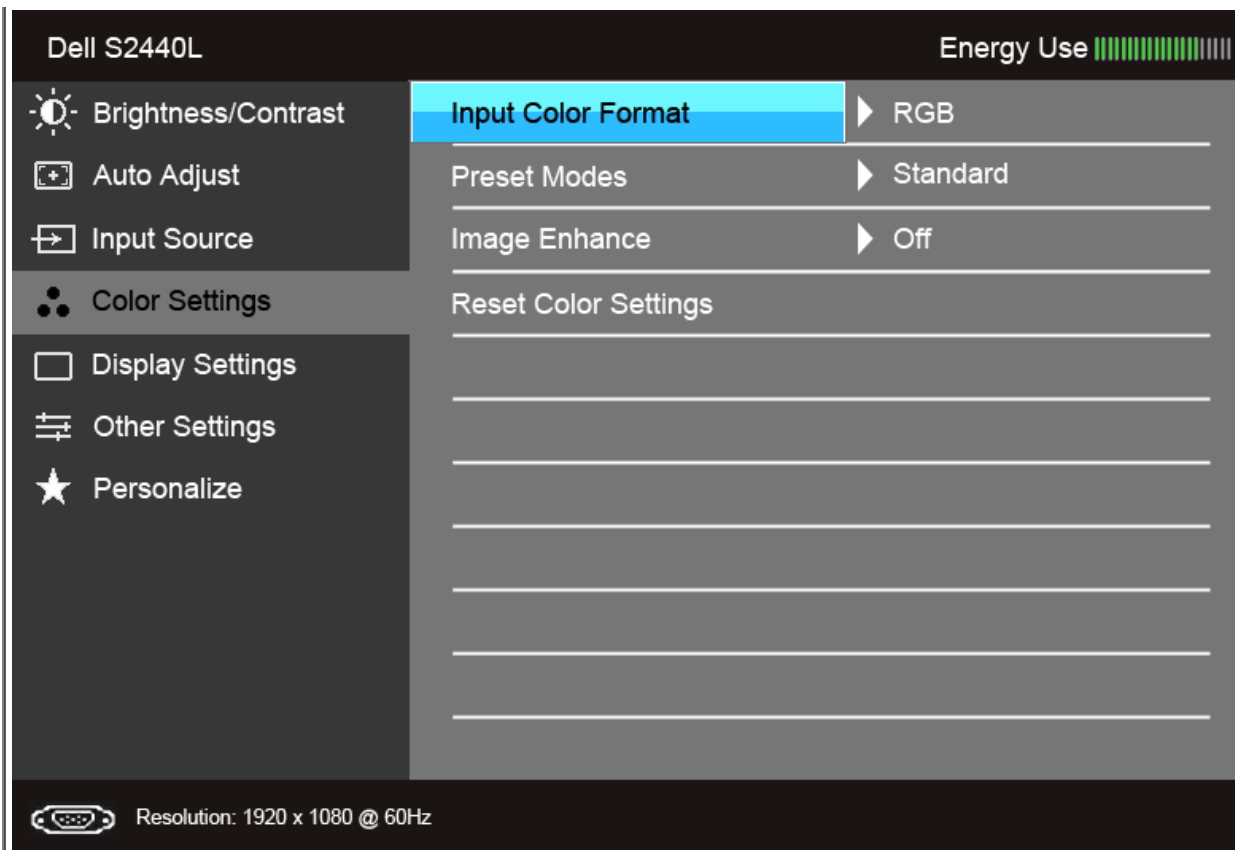 Dell S2440L Energy Use
Brightness/Contrast Input Color Format RGB
Auto Adjust Preset Modes Standard
Input Source Image Enhance Off
Color Settings Reset Color Settings
Display Settings
Other Settings
Personalize
Resolution: 1920 x 1080 @ 60Hz